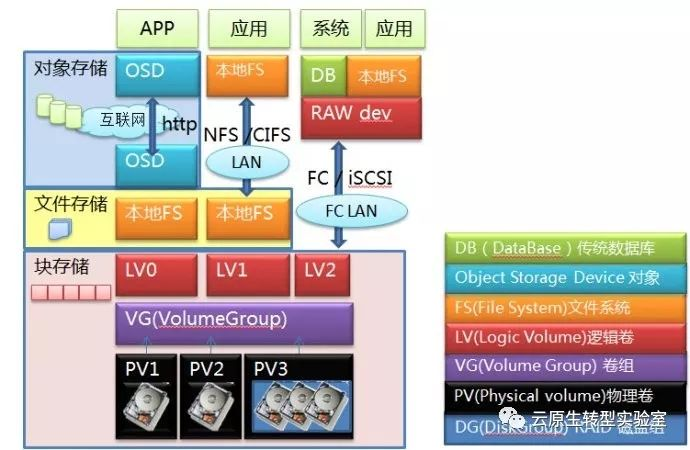 APP
应用
系统
应用
对象存储
OSD
本地FS
DB
本地FS
RAW dev
互联网
http
NFS /CIFS
LAN
OSD
FC / iSCSI
FC LAN
文件存储
本地FS
本地FS
块存储
LV0
LV1
LV2
VG(VolumeGroup)
PV1
PV2
PV3
DB（DataBase）传统数据库
Object Storage Device 对象
FS(File System)文件系统
LV(Logic Volume)逻辑卷
VG(Volume Group) 卷组
PV(Physical volume)物理卷
DG(DiskGroup) RAID 磁盘组
云原生转型实验室